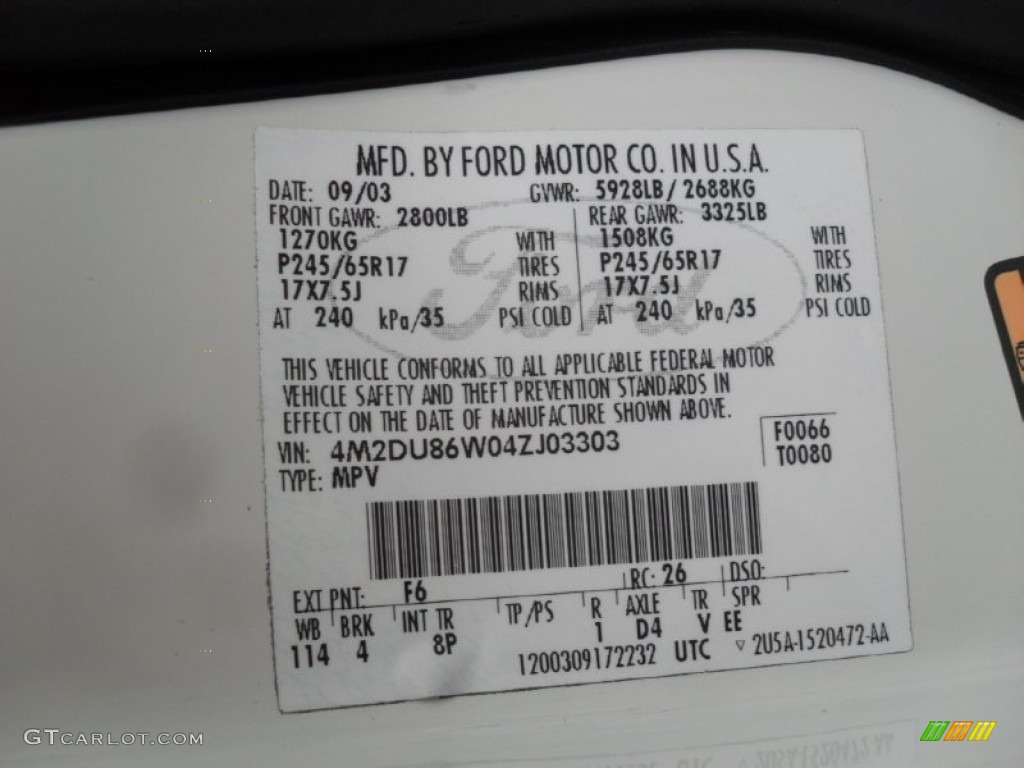 MFD. BY FORD MOTOR CO. IN U.S.A.
DATE: 09/03 GVWR: 5928LB / 2688KG
FRONT GAWR: 2800LB REAR GAWR: 3325LB
1270KG WITH 1508KG WITH
P245/65R17 TIRES P245/65R17 TIRES
17X7.5J RIMS 17X7.5J RIMS
AT 240 kPa/35 PSI COLD AT 240 kPa/35 PSI COLD
Ford
THIS VEHICLE CONFORMS TO ALL APPLICABLE FEDERAL MOTOR
VEHICLE SAFETY AND THEFT PREVENTION STANDARDS IN
EFFECT ON THE DATE OF MANUFACTURE SHOWN ABOVE.
VIN: 4M2DU86W04ZJ03303 F0066
TYPE: MPV T0080
EXT PNT: F6 RC: 26 DSO:
WB BRK INT TR TP/PS R AXLE TR SPR
114 4 8P 1 D4 V EE
1200309172232 UTC ▽ 2U5A-1520472-AA
GTCARLOT.COM